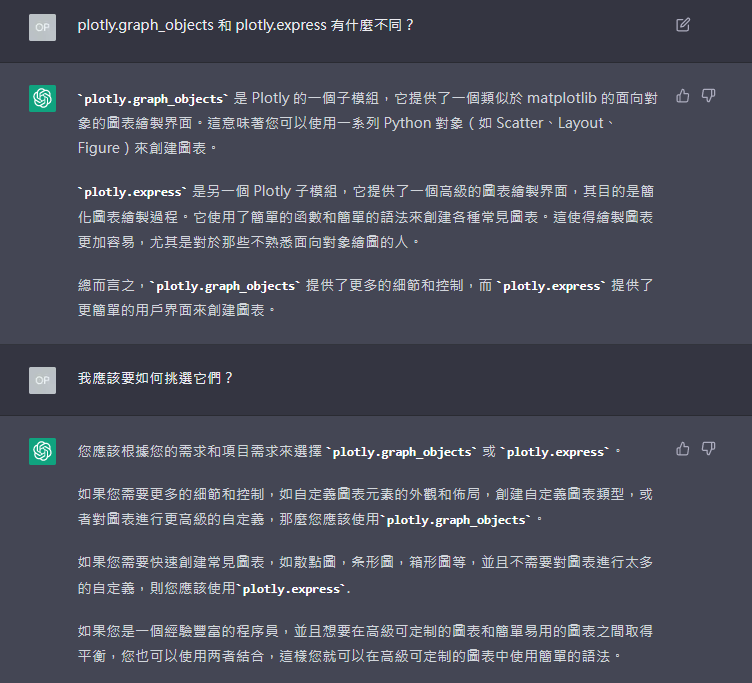 OP
plotly.graph_objects 和 plotly.express 有什麼不同？
`plotly.graph_objects` 是 Plotly 的一個子模組，它提供了一個類似於 matplotlib 的面向對
象的圖表繪製界面。這意味著您可以使用一系列 Python 對象（如 Scatter、Layout、
Figure）來創建圖表。
`plotly.express` 是另一個 Plotly 子模組，它提供了一個高級的圖表繪製界面，其目的是簡
化圖表繪製過程。它使用了簡單的函數和簡單的語法來創建各種常見圖表。這使得繪製圖表
更加容易，尤其是對於那些不熟悉面向對象繪圖的人。
總而言之，`plotly.graph_objects` 提供了更多的細節和控制，而 `plotly.express` 提供了
更簡單的用戶界面來創建圖表。
OP
我應該要如何挑選它們？
您應該根據您的需求和項目需求來選擇 `plotly.graph_objects` 或 `plotly.express`。
如果您需要更多的細節和控制，如自定義圖表元素的外觀和佈局，創建自定義圖表類型，或
者對圖表進行更高級的自定義，那麼您應該使用`plotly.graph_objects`。
如果您需要快速創建常見圖表，如散點圖，条形圖，箱形圖等，並且不需要對圖表進行太多
的自定義，則您應該使用`plotly.express`.
如果您是一個經驗豐富的程序員，並且想要在高級可定制的圖表和簡單易用的圖表之間取得
平衡，您也可以使用两者結合，這樣您就可以在高級可定制的圖表中使用簡單的語法。